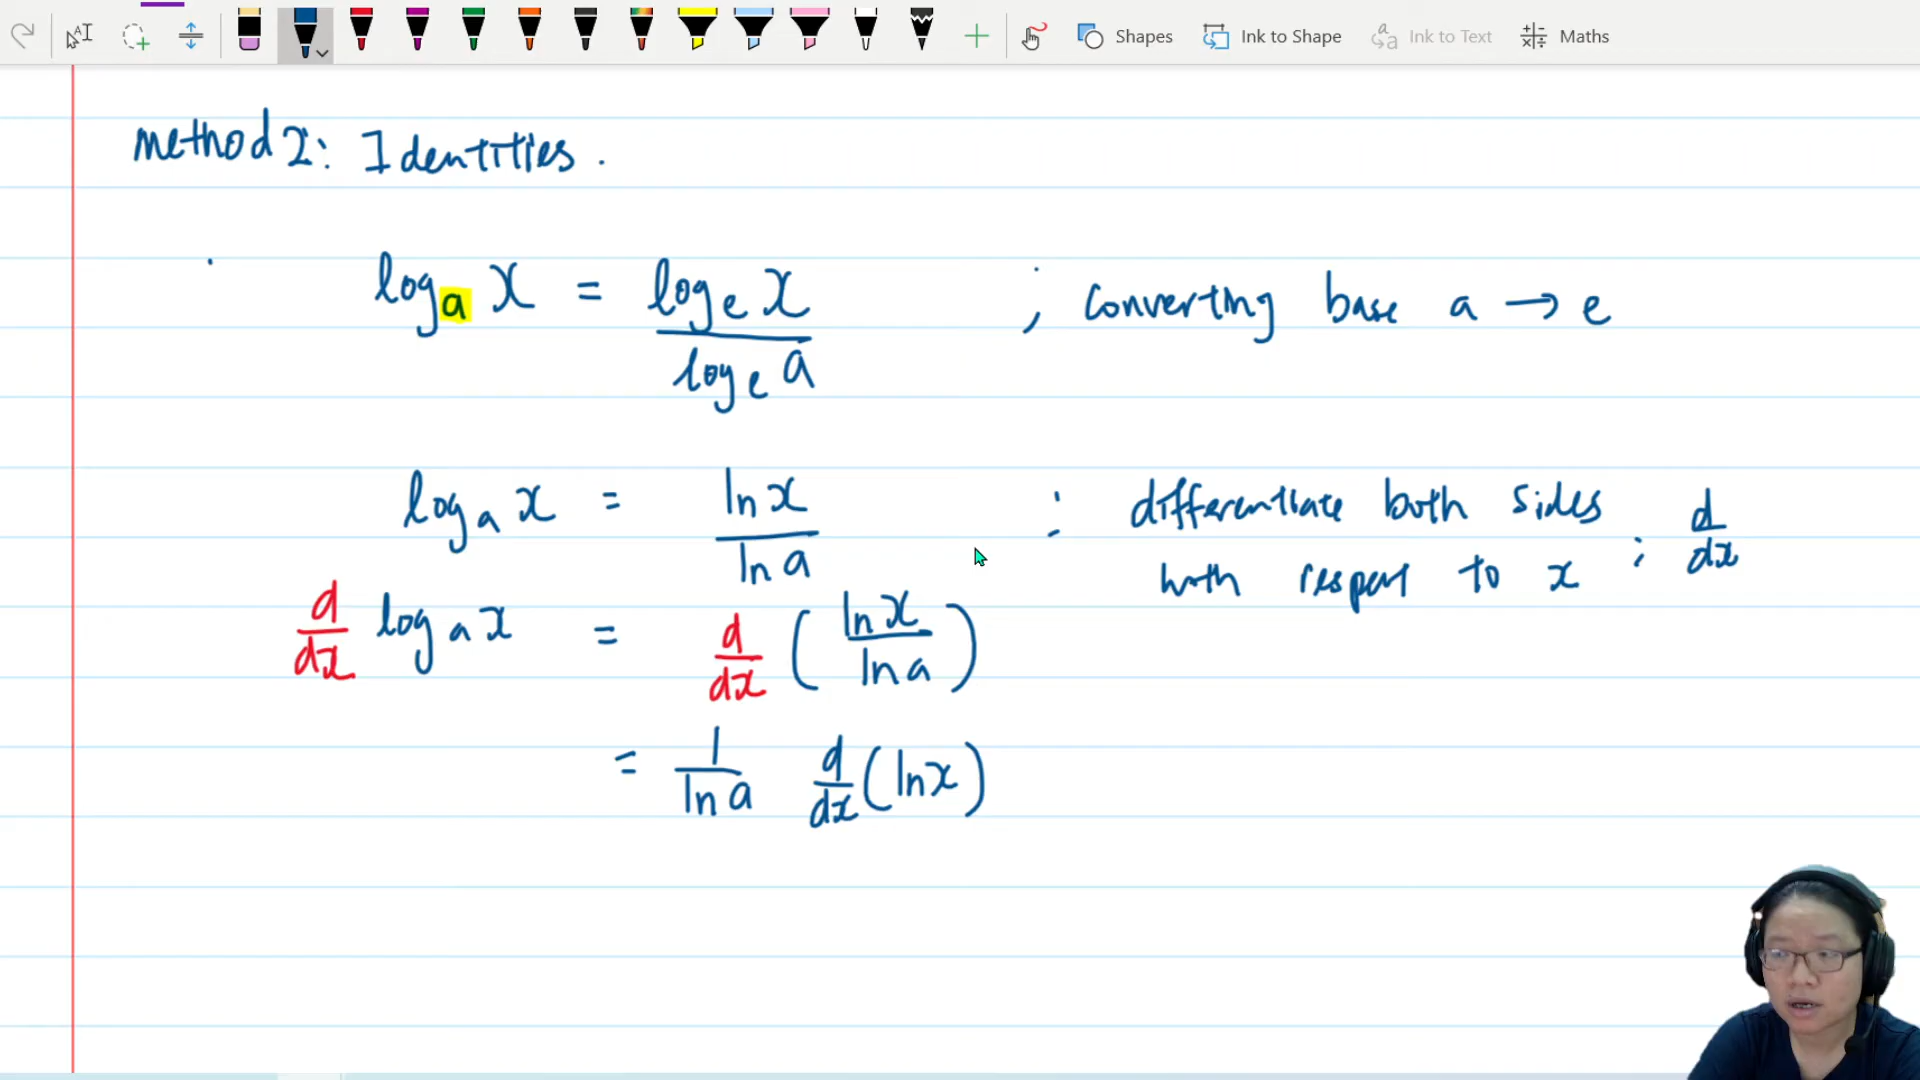 Shapes Ink to Shape Ink to Text Maths
method 2: Identities.
logₐ x = logₑ x / logₑ a ; converting base a → e
logₐ x = ln x / ln a : differentiate both sides
with respect to x ; d/dx
d/dx logₐ x = d/dx (ln x / ln a)
= 1/ln a d/dx (ln x)